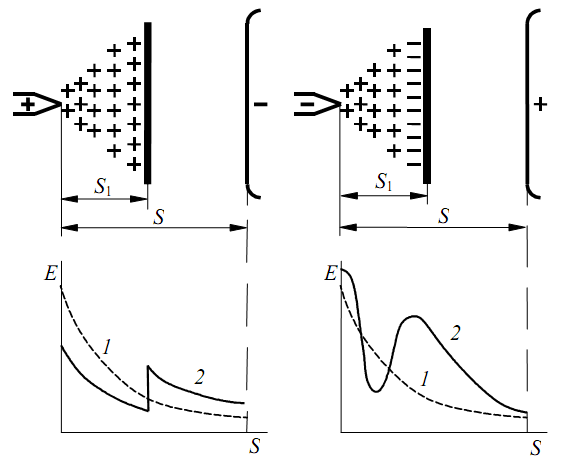 + + + + + + + + + + + + + + + + + + + + + −
− + + + + + + + + + + + + + + + + + − − − − − − − − − − +
S1
S
S1
S
E
1
2
S
E
1
2
S